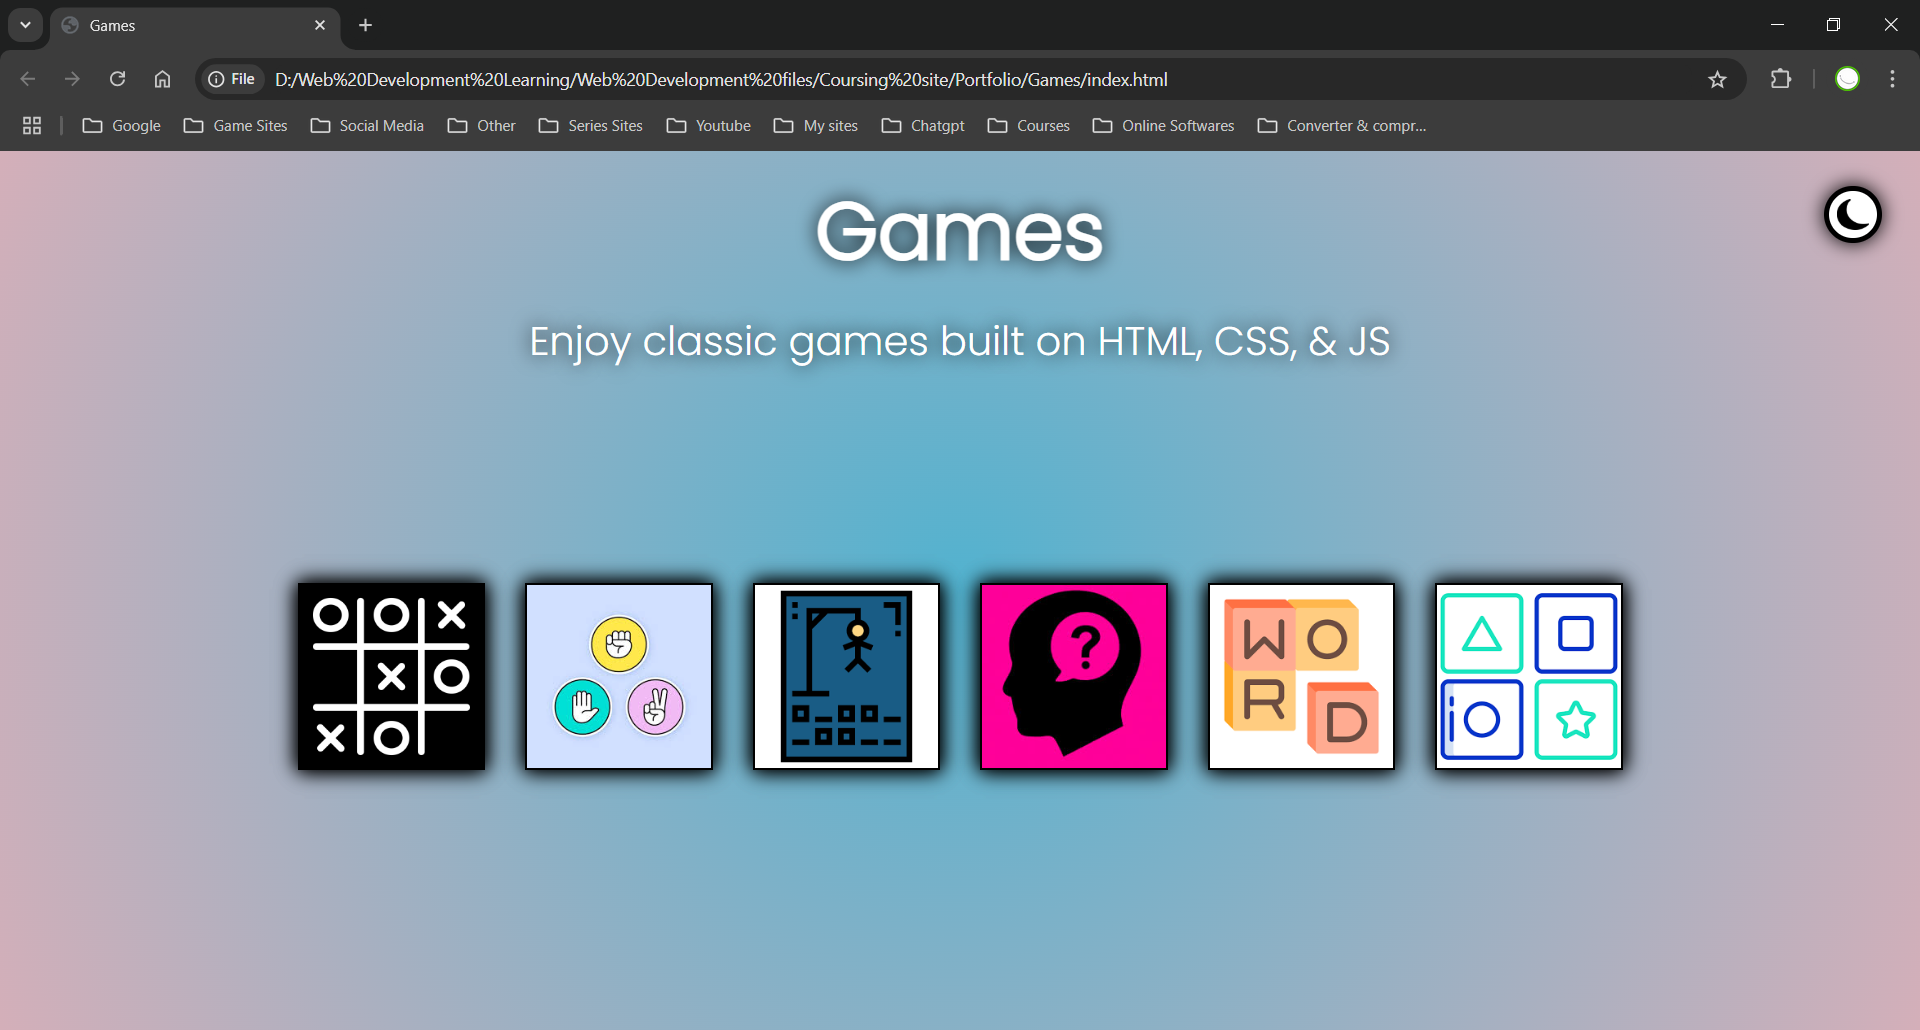 Games
File D:/Web%20Development%20Learning/Web%20Development%20files/Coursing%20site/Portfolio/Games/index.html
Google Game Sites Social Media Other Series Sites Youtube My sites Chatgpt Courses Online Softwares Converter & compr...
Games
Enjoy classic games built on HTML, CSS, & JS
O O X
X O
X O
?
W O
R D